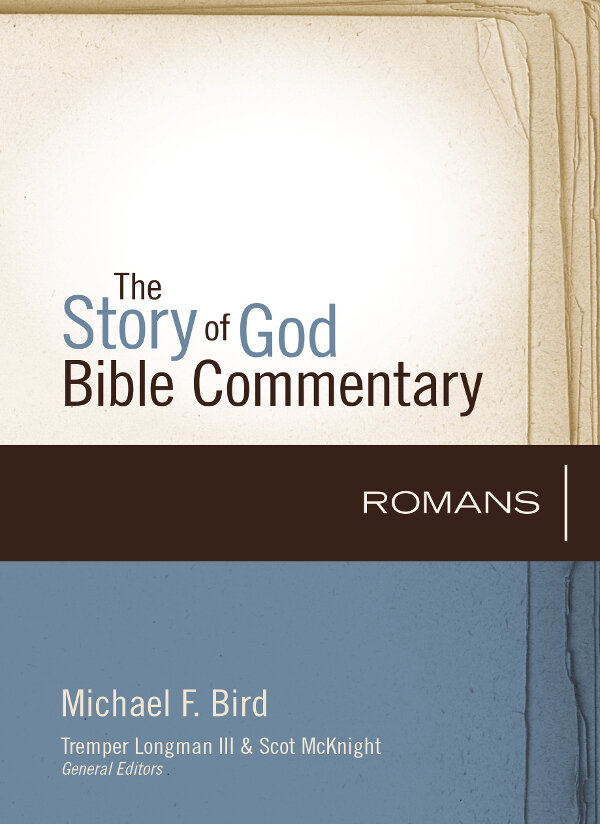 The
Story of God
Bible Commentary
ROMANS
Michael F. Bird
Tremper Longman III & Scot McKnight
General Editors